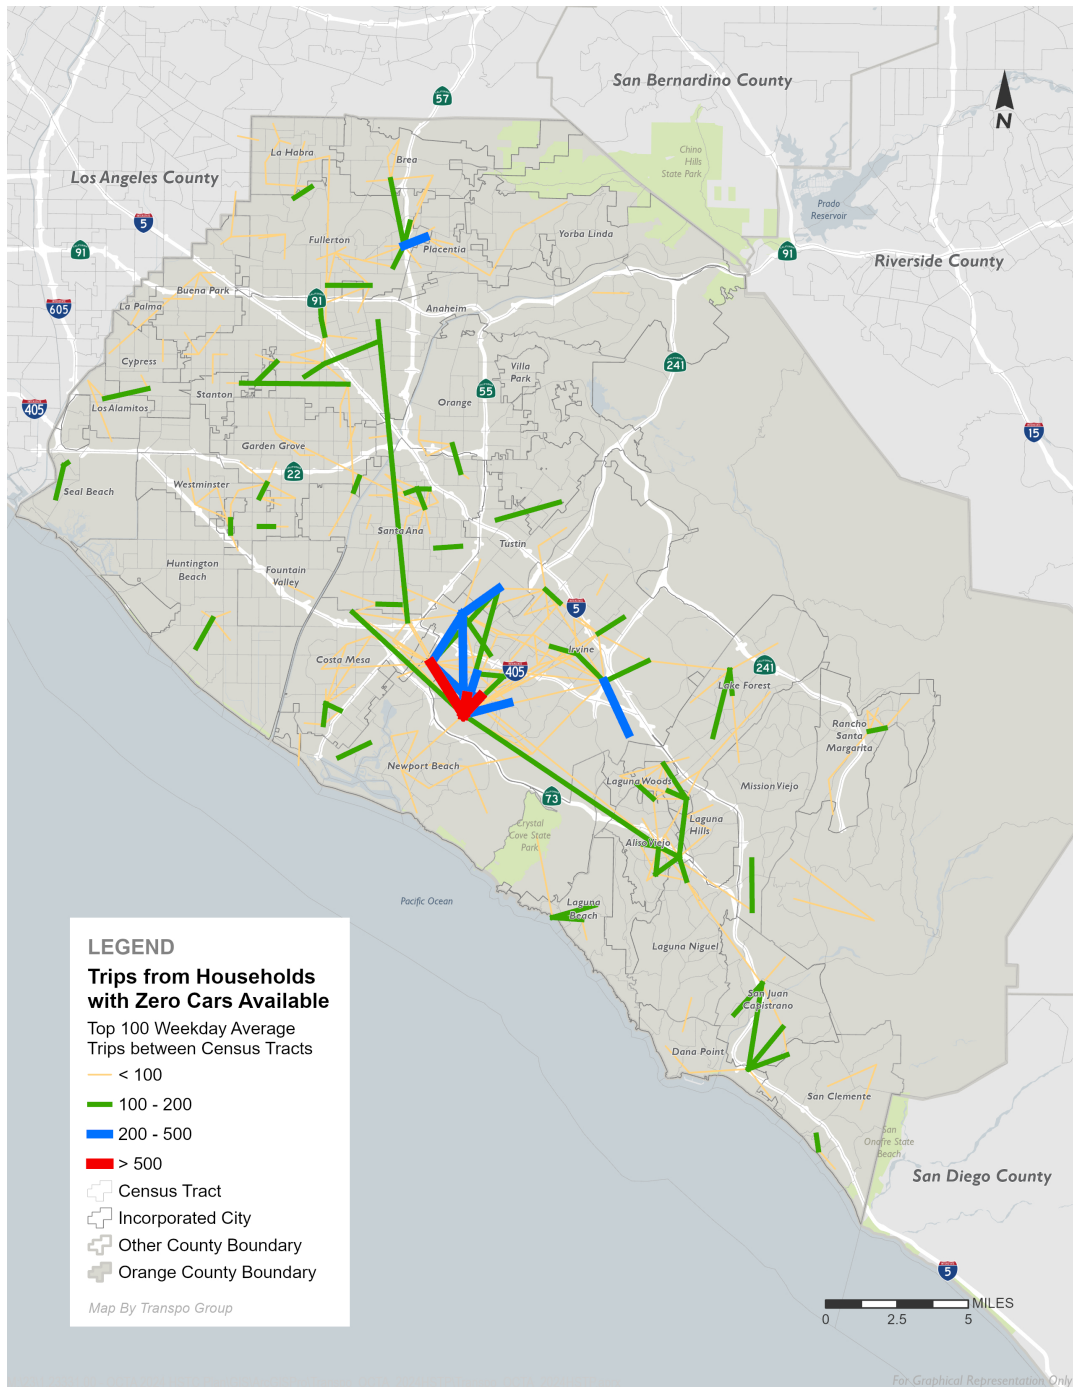 San Bernardino County
57
N
Chino
Hills
State Park
La Habra
Brea
Los Angeles County
Prado
Reservoir
5
91
Fullerton
Placentia
Yorba Linda
91
Riverside County
605
Buena Park
La Palma
91
Anaheim
Cypress
Villa
Park
241
Stanton
55
Orange
405
Los Alamitos
15
Garden Grove
22
Westminster
Seal Beach
Santa Ana
Tustin
Huntington
Beach
Fountain
Valley
5
Irvine
Costa Mesa
405
241
Lake Forest
Rancho
Santa
Margarita
Newport Beach
Laguna Woods
Mission Viejo
73
Crystal
Cove State
Park
Laguna
Hills
Aliso Viejo
Pacific Ocean
Laguna
Beach
Laguna Niguel
San Juan
Capistrano
Dana Point
San Clemente
San
Onofre State
Beach
San Diego County
5
LEGEND
Trips from Households
with Zero Cars Available
Top 100 Weekday Average
Trips between Census Tracts
< 100
100 - 200
200 - 500
> 500
Census Tract
Incorporated City
Other County Boundary
Orange County Boundary
Map By Transpo Group
MILES
0 2.5 5
For Graphical Representation Only